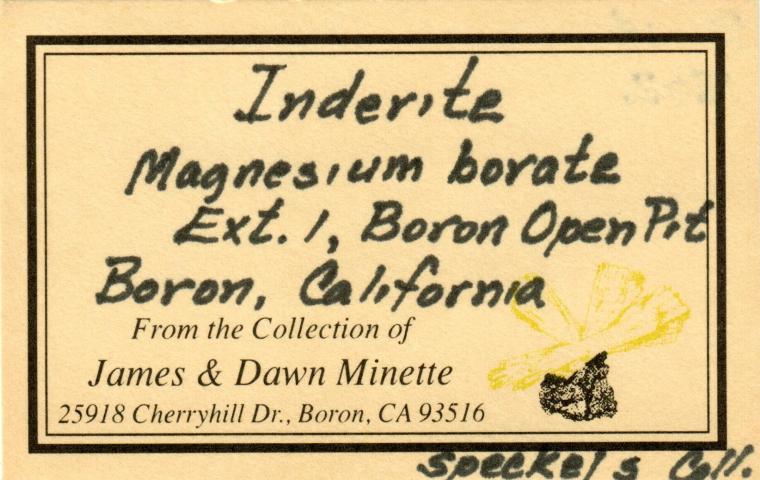 Inderite
Magnesium borate
Ext. 1, Boron Open Pit
Boron, California
From the Collection of
James & Dawn Minette
25918 Cherryhill Dr., Boron, CA 93516
Speckels Coll.